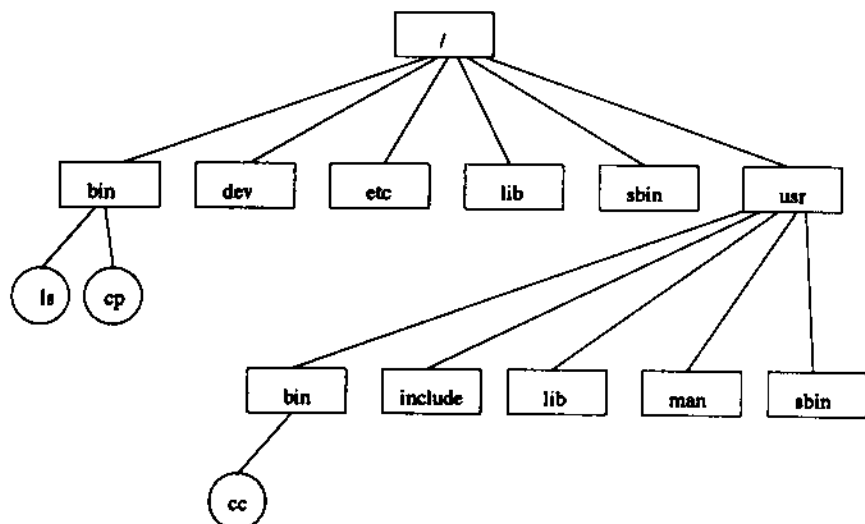 /
bin dev etc lib sbin usr
ls cp
bin include lib man sbin
cc